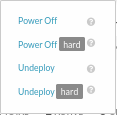 Power Off ?
Power Off hard ?
Undeploy ?
Undeploy hard ?